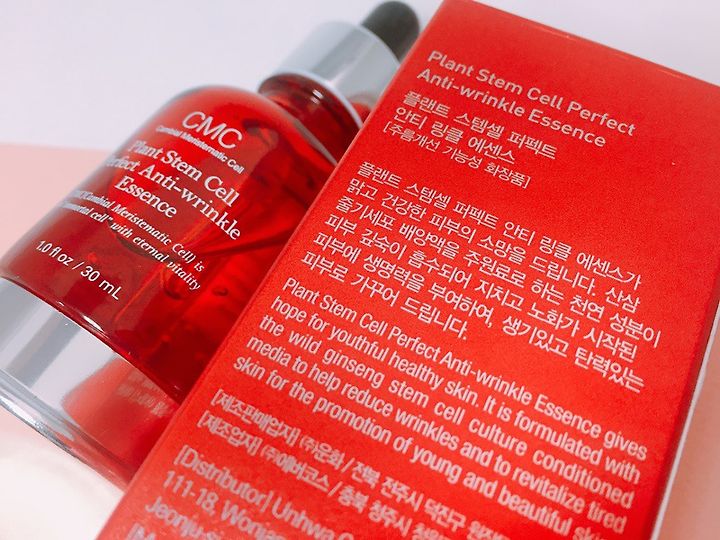 CMC
Cambial Meristematic Cell
Plant Stem Cell
Perfect Anti-wrinkle
Essence
(Cambial Meristematic Cell) is
"immortal cell" with eternal vitality
1.0 fl oz / 30 mL
Plant Stem Cell Perfect
Anti-wrinkle Essence
플랜트 스템셀 퍼펙트
안티 링클 에센스
[주름개선 기능성 화장품]
플랜트 스템셀 퍼펙트 안티 링클 에센스가
맑고 건강한 피부의 소망을 드립니다. 산삼
줄기세포 배양액을 주원료로 하는 천연 성분이
피부 깊숙이 흡수되어 지치고 노화가 시작된
피부에 생명력을 부여하여, 생기있고 탄력있는
피부로 가꾸어 드립니다.
Plant Stem Cell Perfect Anti-wrinkle Essence gives
hope for youthful healthy skin. It is formulated with
the wild ginseng stem cell culture conditioned
media to help reduce wrinkles and to revitalize tired
skin for the promotion of young and beautiful skin
[제조판매업자] ㈜운화 / 전북 전주시 덕진구
[제조업자] ㈜에버코스 / 충북 청주시
[Distributor] Unhwa
111-18,